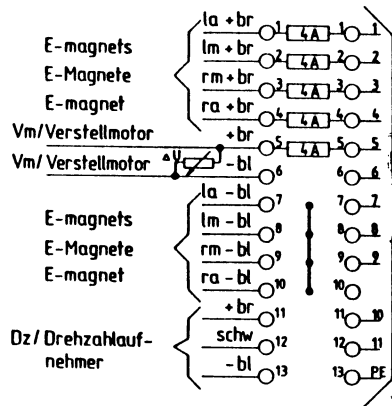 la + br 1 4A 1 1
E-magnets lm + br 2 4A 2 2
E-Magnete rm + br 3 4A 3 3
E-magnet ra + br 4 4A 4 4
Vm/Verstellmotor + br 5 4A 5 5
Vm/Verstellmotor ΔU - bl 6 6 6
la - bl 7 7 7
E-magnets lm - bl 8 8 8
E-Magnete rm - bl 9 9 9
E-magnet ra - bl 10 10
+ br 11 11 10
Dz/Drehzahlauf- schw 12 12 11
nehmer - bl 13 13 PE